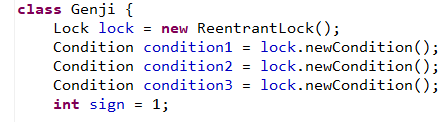 class Genji {
    Lock lock = new ReentrantLock();
    Condition condition1 = lock.newCondition();
    Condition condition2 = lock.newCondition();
    Condition condition3 = lock.newCondition();
    int sign = 1;